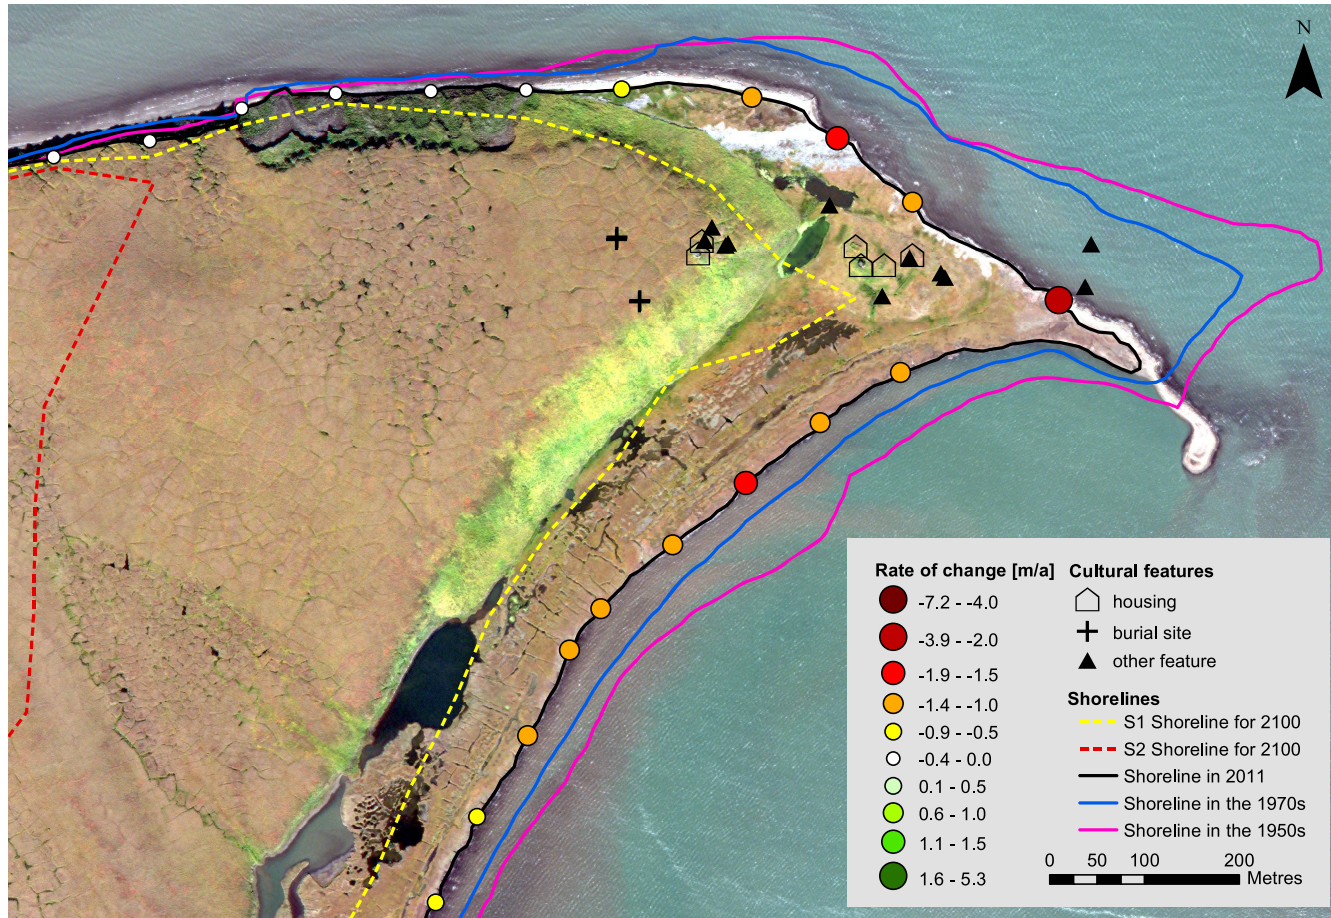 N
Rate of change [m/a]
-7.2 - -4.0
-3.9 - -2.0
-1.9 - -1.5
-1.4 - -1.0
-0.9 - -0.5
-0.4 - 0.0
0.1 - 0.5
0.6 - 1.0
1.1 - 1.5
1.6 - 5.3
Cultural features
housing
burial site
other feature
Shorelines
S1 Shoreline for 2100
S2 Shoreline for 2100
Shoreline in 2011
Shoreline in the 1970s
Shoreline in the 1950s
0 50 100 200
Metres